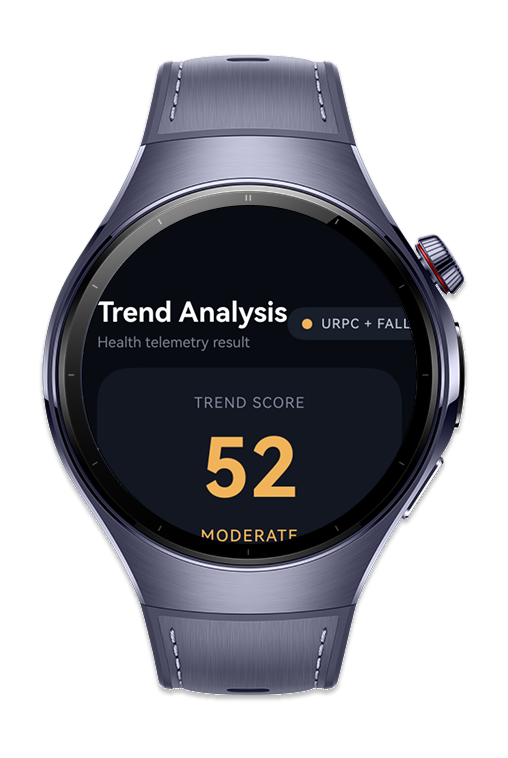 Trend Analysis
URPC + FALL
Health telemetry result
TREND SCORE
52
MODERATE